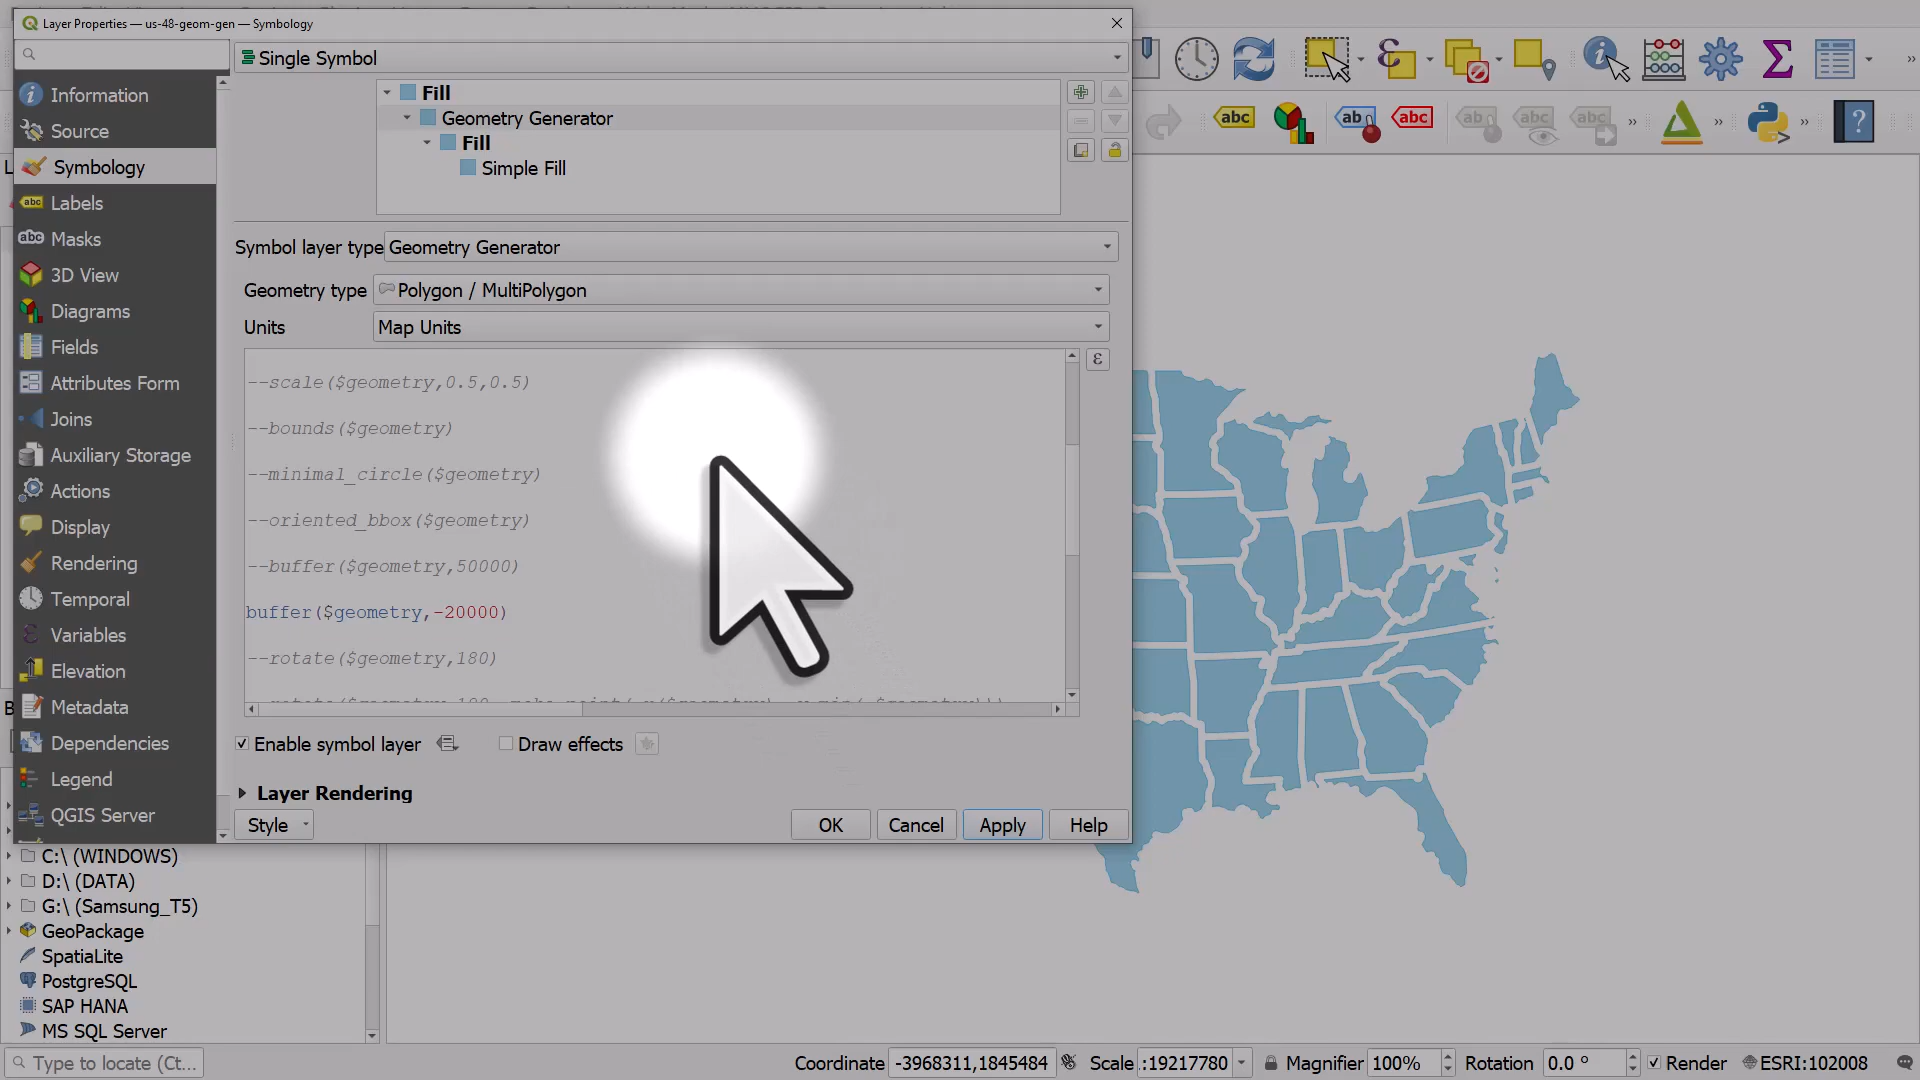 Layer Properties — us-48-geom-gen — Symbology
Single Symbol
Information
Source
Symbology
Labels
Masks
3D View
Diagrams
Fields
Attributes Form
Joins
Auxiliary Storage
Actions
Display
Rendering
Temporal
Variables
Elevation
Metadata
Dependencies
Legend
QGIS Server
Fill
Geometry Generator
Fill
Simple Fill
Symbol layer type Geometry Generator
Geometry type Polygon / MultiPolygon
Units Map Units
ε
--scale($geometry,0.5,0.5)
--bounds($geometry)
--minimal_circle($geometry)
--oriented_bbox($geometry)
--buffer($geometry,50000)
buffer($geometry,-20000)
--rotate($geometry,180)
Enable symbol layer
Draw effects
Layer Rendering
Style
OK
Cancel
Apply
Help
abc
ab
abc
abc
abc
abc
C:\ (WINDOWS)
D:\ (DATA)
G:\ (Samsung_T5)
GeoPackage
SpatiaLite
PostgreSQL
SAP HANA
MS SQL Server
Type to locate (Ct...
Coordinate -3968311,1845484
Scale :19217780
Magnifier 100%
Rotation 0.0 °
Render
ESRI:102008